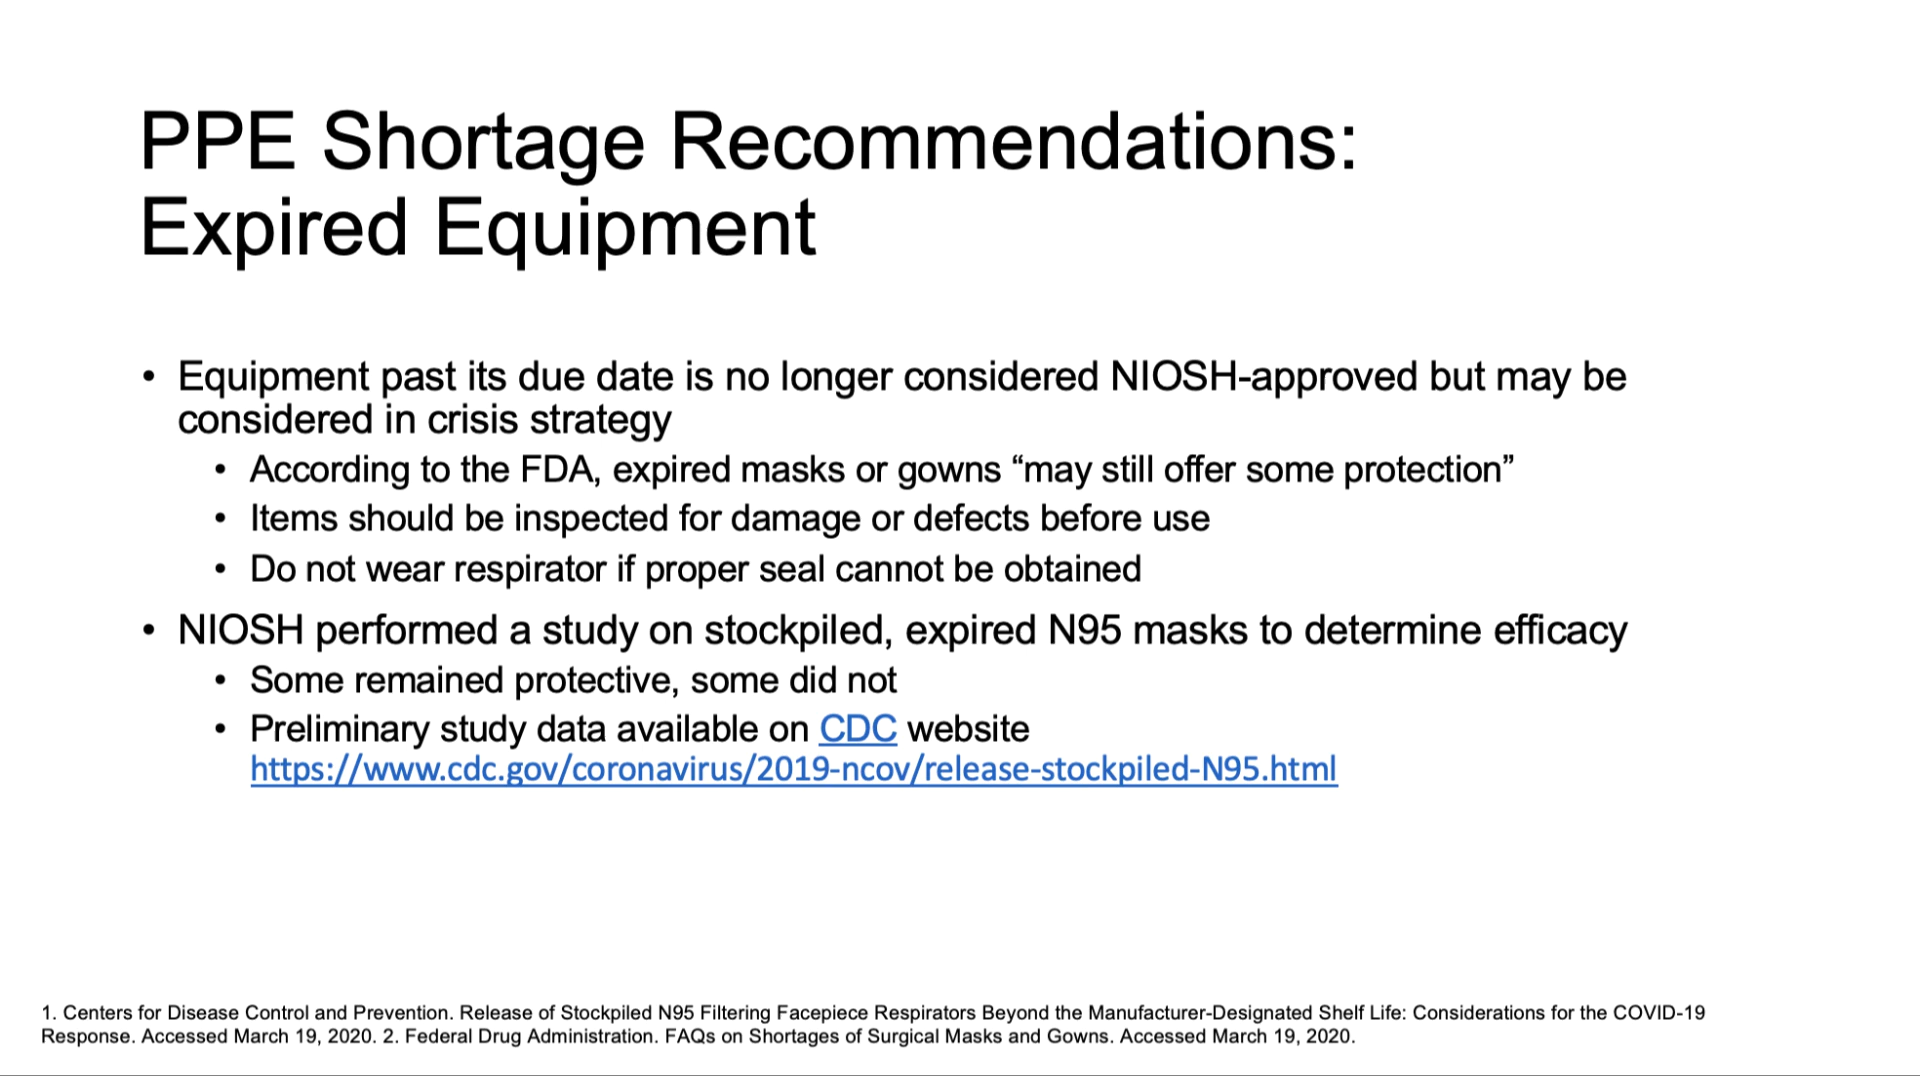 PPE Shortage Recommendations:
Expired Equipment
• Equipment past its due date is no longer considered NIOSH-approved but may be
considered in crisis strategy
• According to the FDA, expired masks or gowns “may still offer some protection”
• Items should be inspected for damage or defects before use
• Do not wear respirator if proper seal cannot be obtained
• NIOSH performed a study on stockpiled, expired N95 masks to determine efficacy
• Some remained protective, some did not
• Preliminary study data available on CDC website
https://www.cdc.gov/coronavirus/2019-ncov/release-stockpiled-N95.html
1. Centers for Disease Control and Prevention. Release of Stockpiled N95 Filtering Facepiece Respirators Beyond the Manufacturer-Designated Shelf Life: Considerations for the COVID-19
Response. Accessed March 19, 2020. 2. Federal Drug Administration. FAQs on Shortages of Surgical Masks and Gowns. Accessed March 19, 2020.